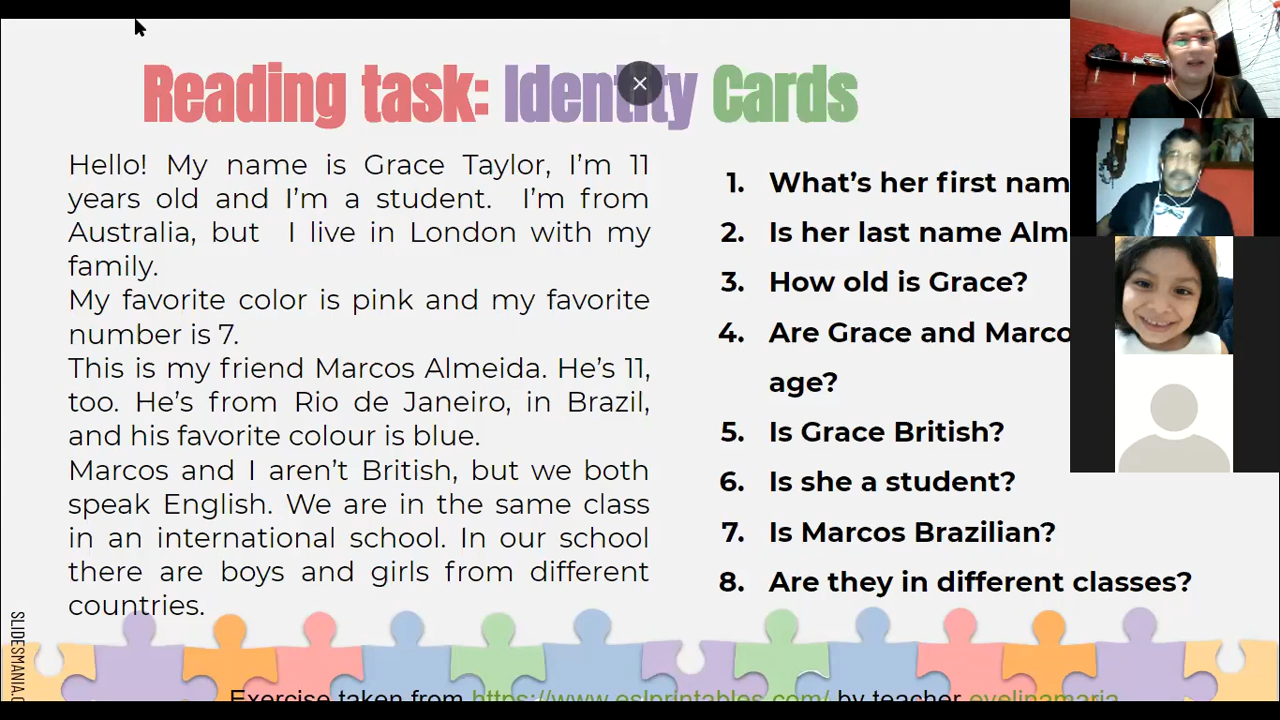 Reading task: Identity Cards
Hello! My name is Grace Taylor, I'm 11
years old and I'm a student. I'm from
Australia, but I live in London with my
family.
My favorite color is pink and my favorite
number is 7.
This is my friend Marcos Almeida. He's 11,
too. He's from Rio de Janeiro, in Brazil,
and his favorite colour is blue.
Marcos and I aren't British, but we both
speak English. We are in the same class
in an international school. In our school
there are boys and girls from different
countries.
1. What's her first nam
2. Is her last name Alm
3. How old is Grace?
4. Are Grace and Marco
age?
5. Is Grace British?
6. Is she a student?
7. Is Marcos Brazilian?
8. Are they in different classes?
SLIDESMANIA.C
Exercise taken from https://www.eslprintables.com/ by teacher evelinamaria